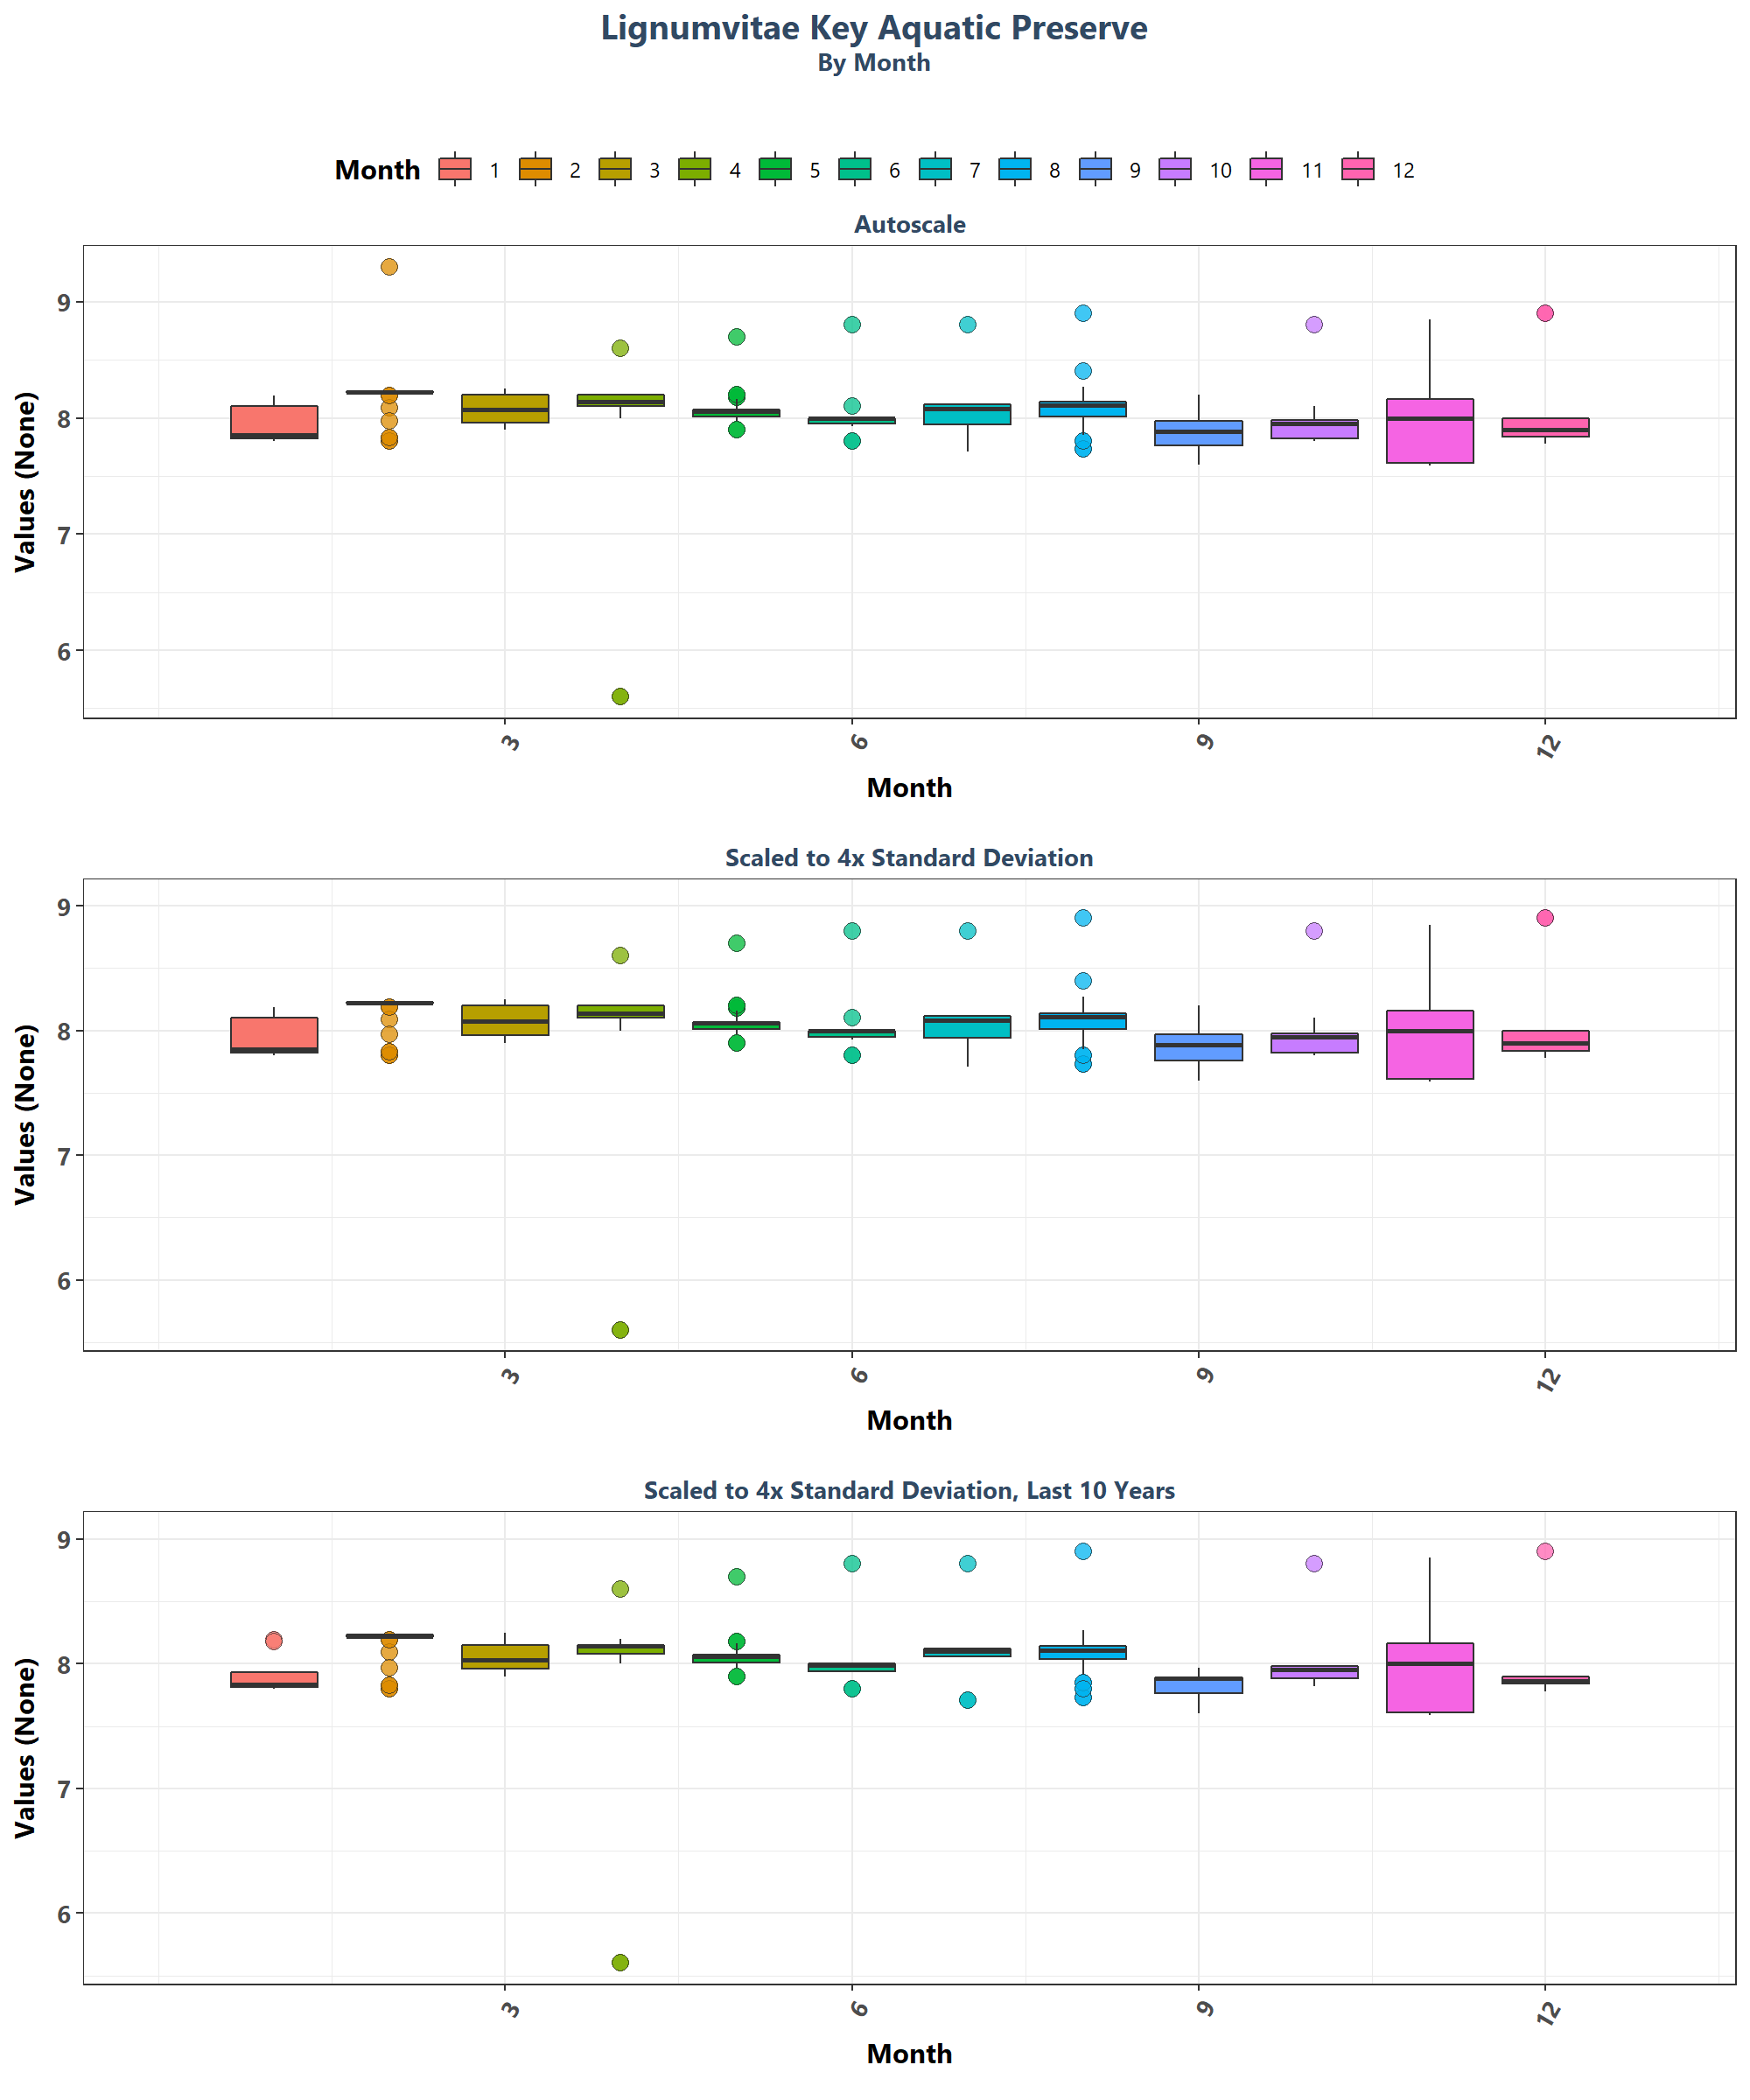 Lignumvitae Key Aquatic Preserve
By Month
Month 1 2 3 4 5 6 7 8 9 10 11 12
Autoscale
Values (None)
9
8
7
6
3 6 9 12
Month
Scaled to 4x Standard Deviation
Values (None)
9
8
7
6
3 6 9 12
Month
Scaled to 4x Standard Deviation, Last 10 Years
Values (None)
9
8
7
6
3 6 9 12
Month